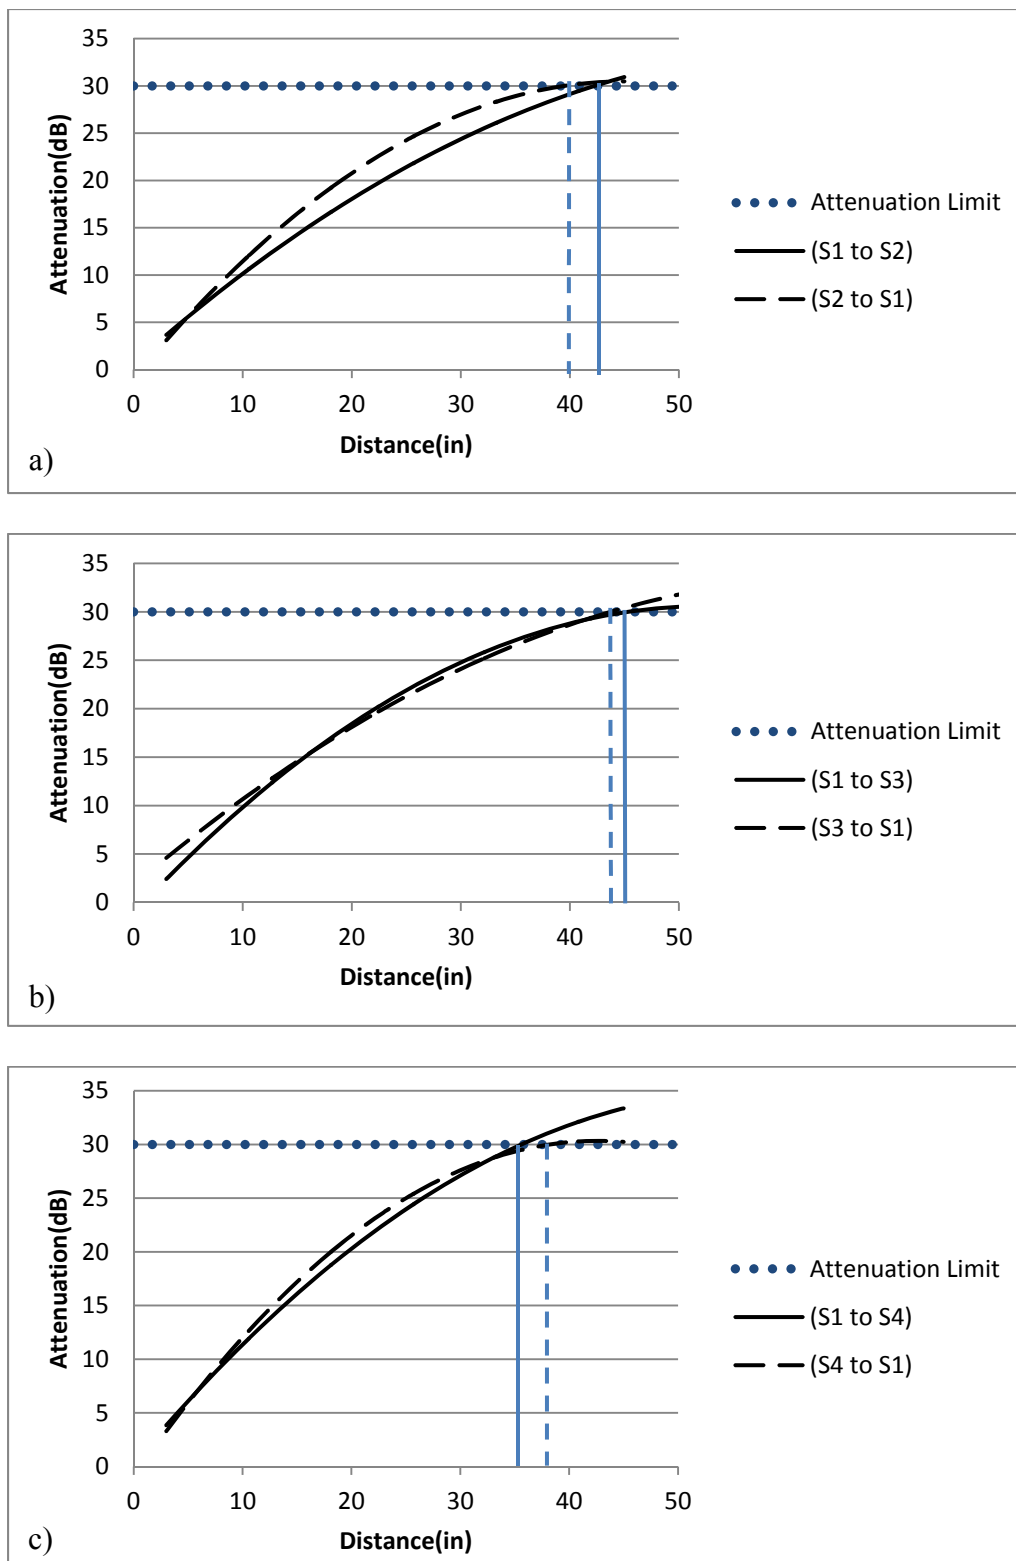 35
30
25
20
15
10
5
0
Attenuation(dB)
0 10 20 30 40 50
Distance(in)
Attenuation Limit
(S1 to S2)
(S2 to S1)
a)
35
30
25
20
15
10
5
0
Attenuation(dB)
0 10 20 30 40 50
Distance(in)
Attenuation Limit
(S1 to S3)
(S3 to S1)
b)
35
30
25
20
15
10
5
0
Attenuation(dB)
0 10 20 30 40 50
Distance(in)
Attenuation Limit
(S1 to S4)
(S4 to S1)
c)